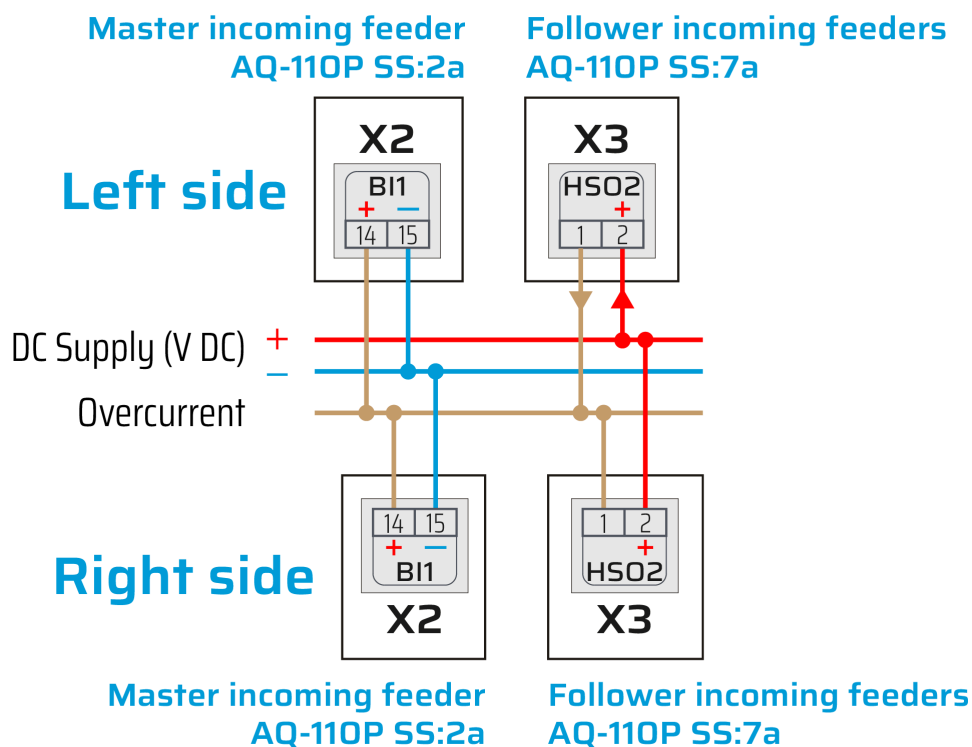 Master incoming feeder
AQ-110P SS:2a
Follower incoming feeders
AQ-110P SS:7a
Left side
X2
BI1
+ −
14 15
X3
HSO2
+
1 2
DC Supply (V DC) +
−
Overcurrent
Right side
14 15
+ −
BI1
X2
1 2
+
HSO2
X3
Master incoming feeder
AQ-110P SS:2a
Follower incoming feeders
AQ-110P SS:7a